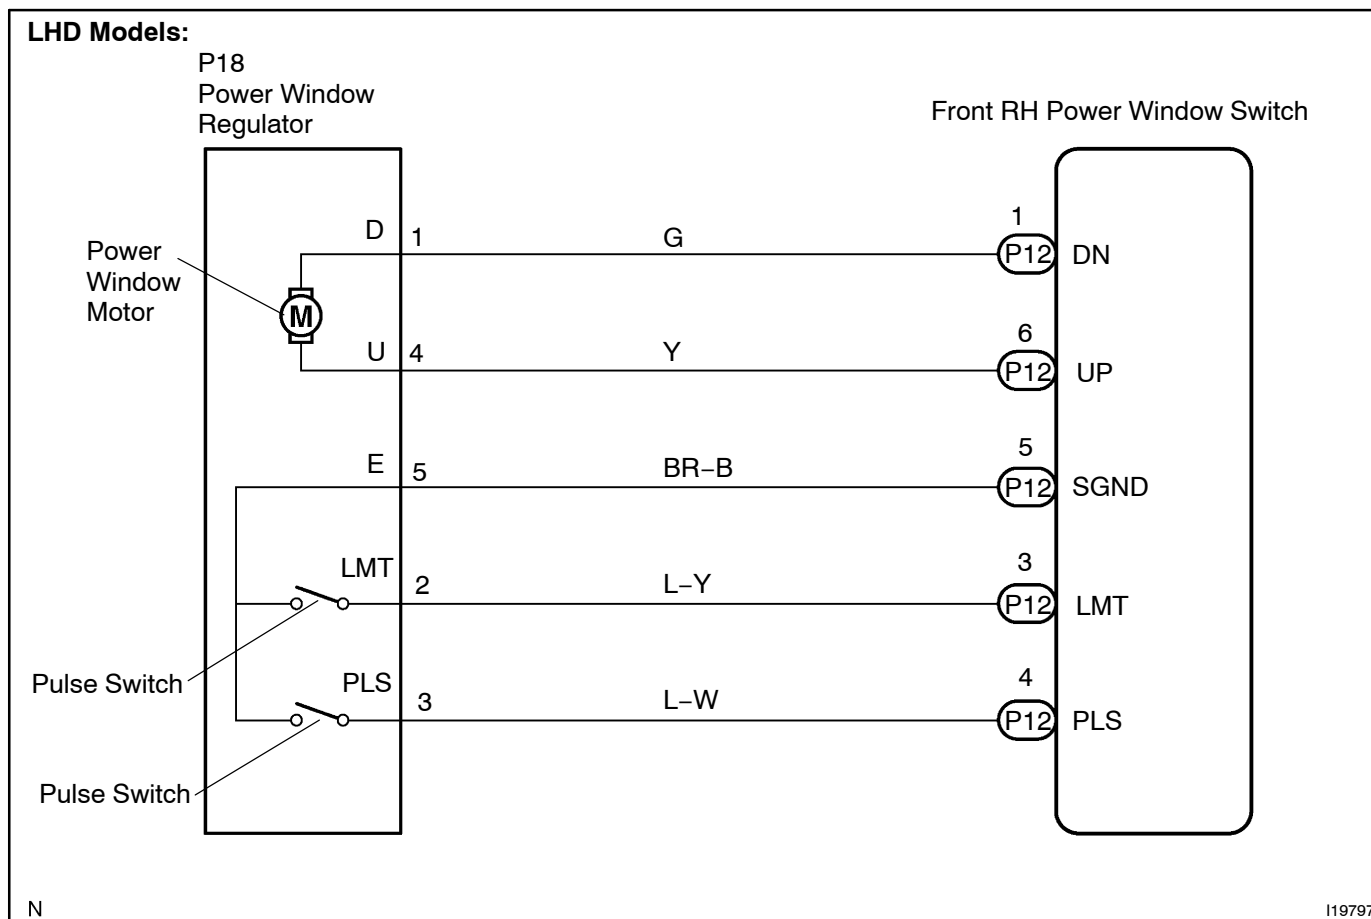 LHD Models:
P18
Power Window
Regulator
Front RH Power Window Switch
Power
Window
Motor
M
D
1
G
1
P12
DN
U
4
Y
6
P12
UP
E
5
BR−B
5
P12
SGND
LMT
2
L−Y
3
P12
LMT
Pulse Switch
PLS
3
L−W
4
P12
PLS
Pulse Switch
N
I19797